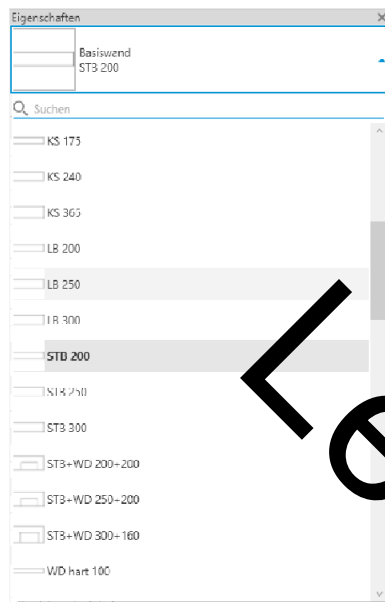 Eigenschaften
Basiswand
STB 200
Suchen
KS 175
KS 240
KS 365
LB 200
LB 250
LB 300
STB 200
STB 250
STB 300
STB+WD 200+200
STB+WD 250+200
STB+WD 300+160
WD hart 100
Le